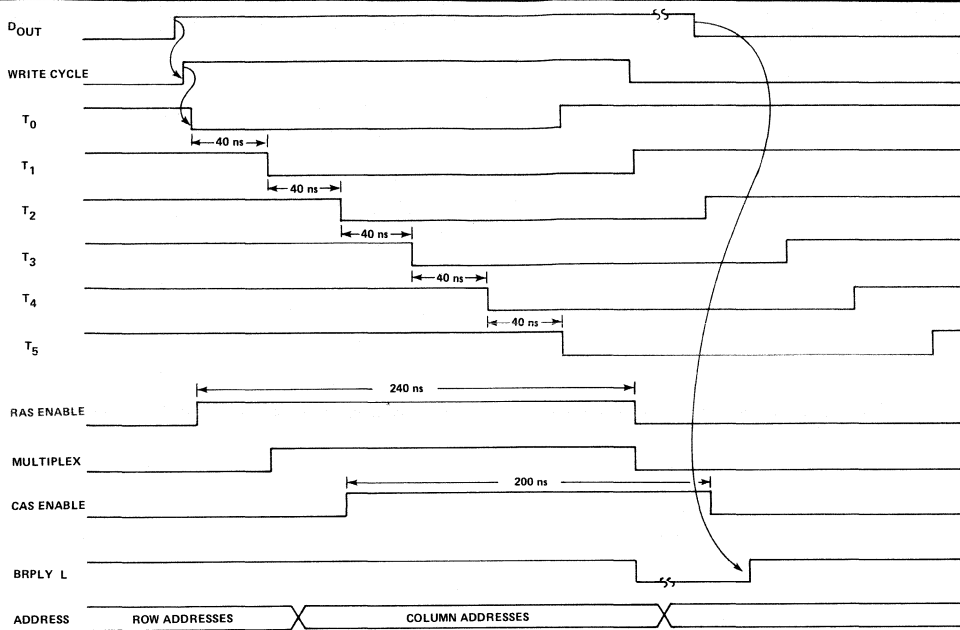 DOUT
WRITE CYCLE
T0
40 ns
T1
40 ns
T2
40 ns
T3
40 ns
T4
40 ns
T5
240 ns
RAS ENABLE
MULTIPLEX
200 ns
CAS ENABLE
BRPLY L
ADDRESS ROW ADDRESSES COLUMN ADDRESSES